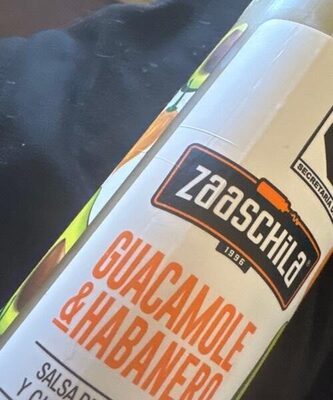 SECRETARÍA
ZaaSCHiLa
1996
GUACAMOLE
& HABANERO
SALSA
Y